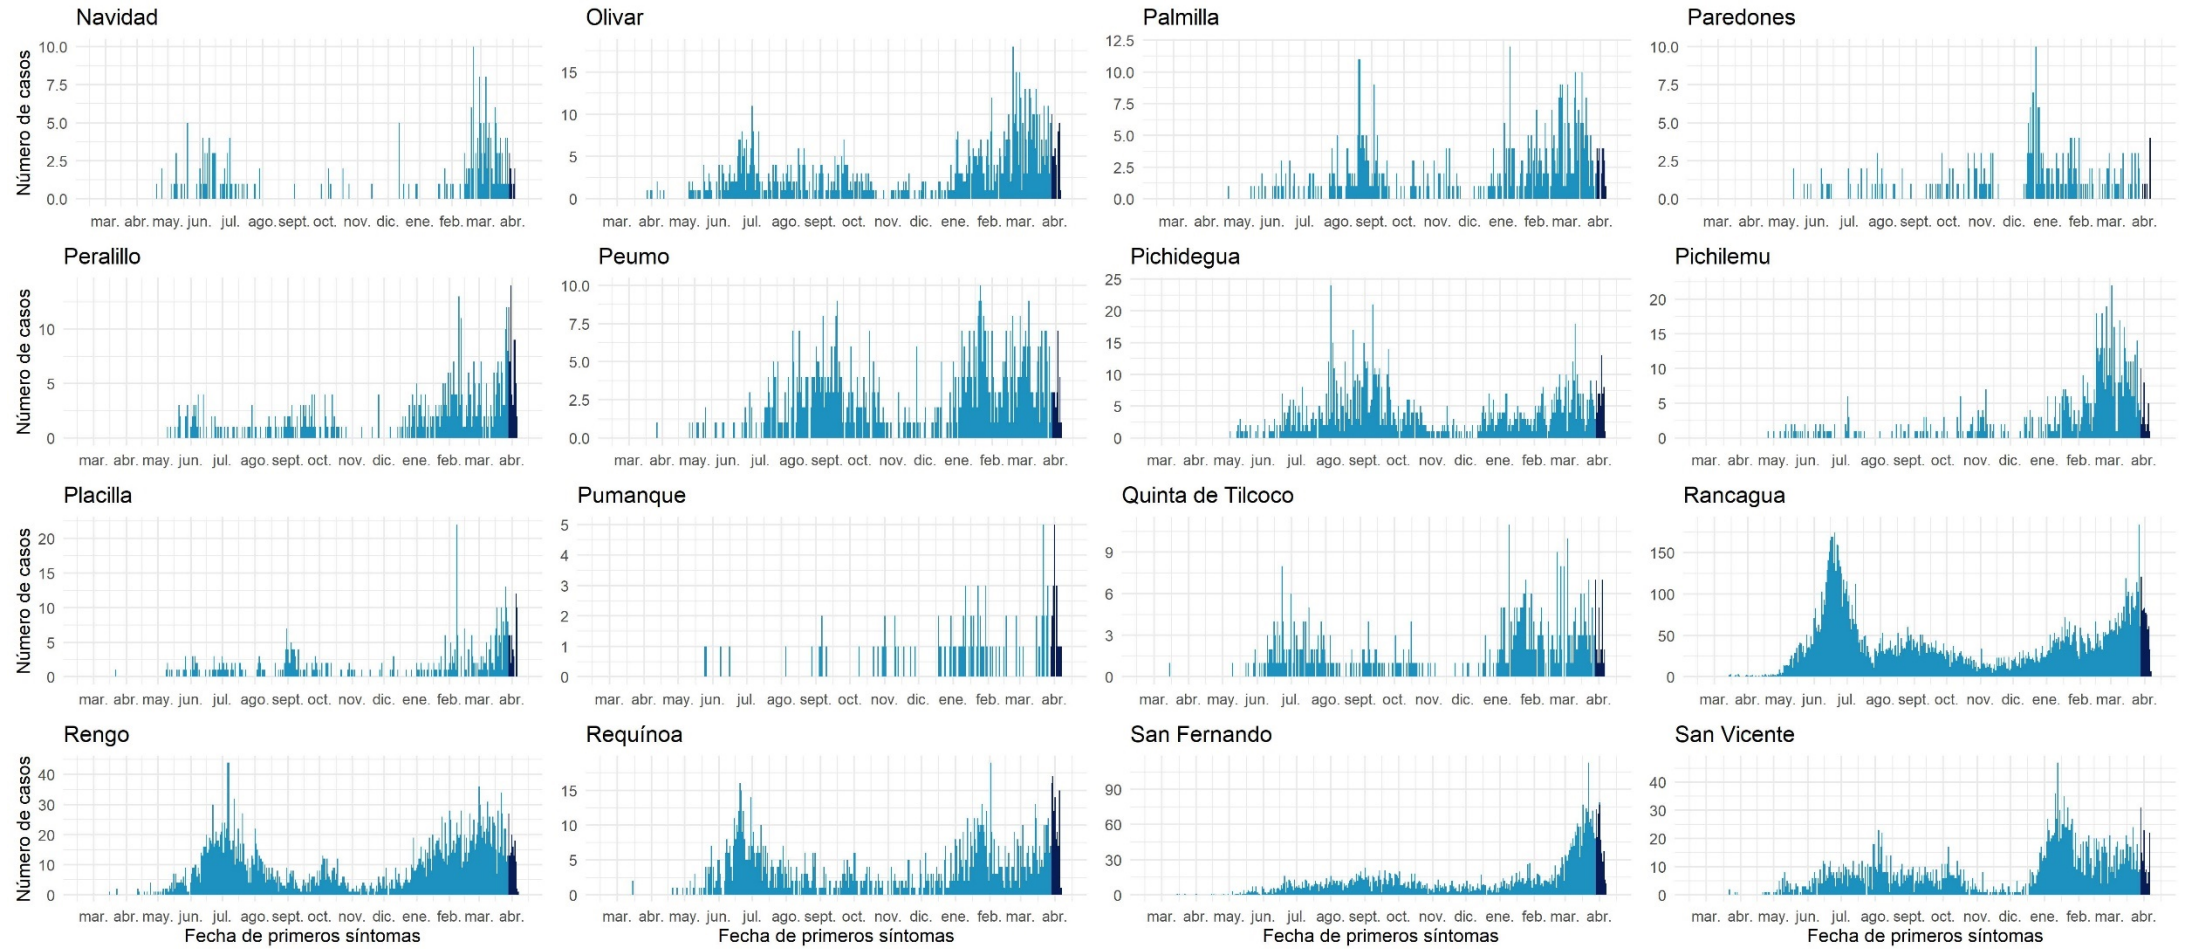 Navidad
Olivar
Palmilla
Paredones
Número de casos
10.0
7.5
5.0
2.5
0.0
mar. abr. may. jun. jul. ago. sept. oct. nov. dic. ene. feb. mar. abr.
15
10
5
0
mar. abr. may. jun. jul. ago. sept. oct. nov. dic. ene. feb. mar. abr.
12.5
10.0
7.5
5.0
2.5
0.0
mar. abr. may. jun. jul. ago. sept. oct. nov. dic. ene. feb. mar. abr.
10.0
7.5
5.0
2.5
0.0
mar. abr. may. jun. jul. ago. sept. oct. nov. dic. ene. feb. mar. abr.
Peralillo
Peumo
Pichidegua
Pichilemu
Número de casos
10
5
0
mar. abr. may. jun. jul. ago. sept. oct. nov. dic. ene. feb. mar. abr.
10.0
7.5
5.0
2.5
0.0
mar. abr. may. jun. jul. ago. sept. oct. nov. dic. ene. feb. mar. abr.
25
20
15
10
5
0
mar. abr. may. jun. jul. ago. sept. oct. nov. dic. ene. feb. mar. abr.
20
15
10
5
0
mar. abr. may. jun. jul. ago. sept. oct. nov. dic. ene. feb. mar. abr.
Placilla
Pumanque
Quinta de Tilcoco
Rancagua
Número de casos
20
15
10
5
0
mar. abr. may. jun. jul. ago. sept. oct. nov. dic. ene. feb. mar. abr.
5
4
3
2
1
0
mar. abr. may. jun. jul. ago. sept. oct. nov. dic. ene. feb. mar. abr.
9
6
3
0
mar. abr. may. jun. jul. ago. sept. oct. nov. dic. ene. feb. mar. abr.
150
100
50
0
mar. abr. may. jun. jul. ago. sept. oct. nov. dic. ene. feb. mar. abr.
Rengo
Requínoa
San Fernando
San Vicente
Número de casos
40
30
20
10
0
mar. abr. may. jun. jul. ago. sept. oct. nov. dic. ene. feb. mar. abr.
Fecha de primeros síntomas
15
10
5
0
mar. abr. may. jun. jul. ago. sept. oct. nov. dic. ene. feb. mar. abr.
Fecha de primeros síntomas
90
60
30
0
mar. abr. may. jun. jul. ago. sept. oct. nov. dic. ene. feb. mar. abr.
Fecha de primeros síntomas
40
30
20
10
0
mar. abr. may. jun. jul. ago. sept. oct. nov. dic. ene. feb. mar. abr.
Fecha de primeros síntomas